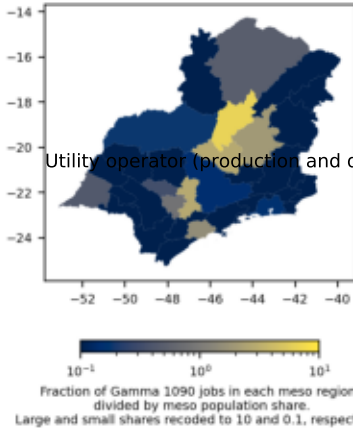 −14
−16
−18
−20
Utility operator (production and d
−22
−24
−52 −50 −48 −46 −44 −42 −40
10⁻¹ 10⁰ 10¹
Fraction of Gamma 1090 jobs in each meso region
divided by meso population share.
Large and small shares recoded to 10 and 0.1, respec